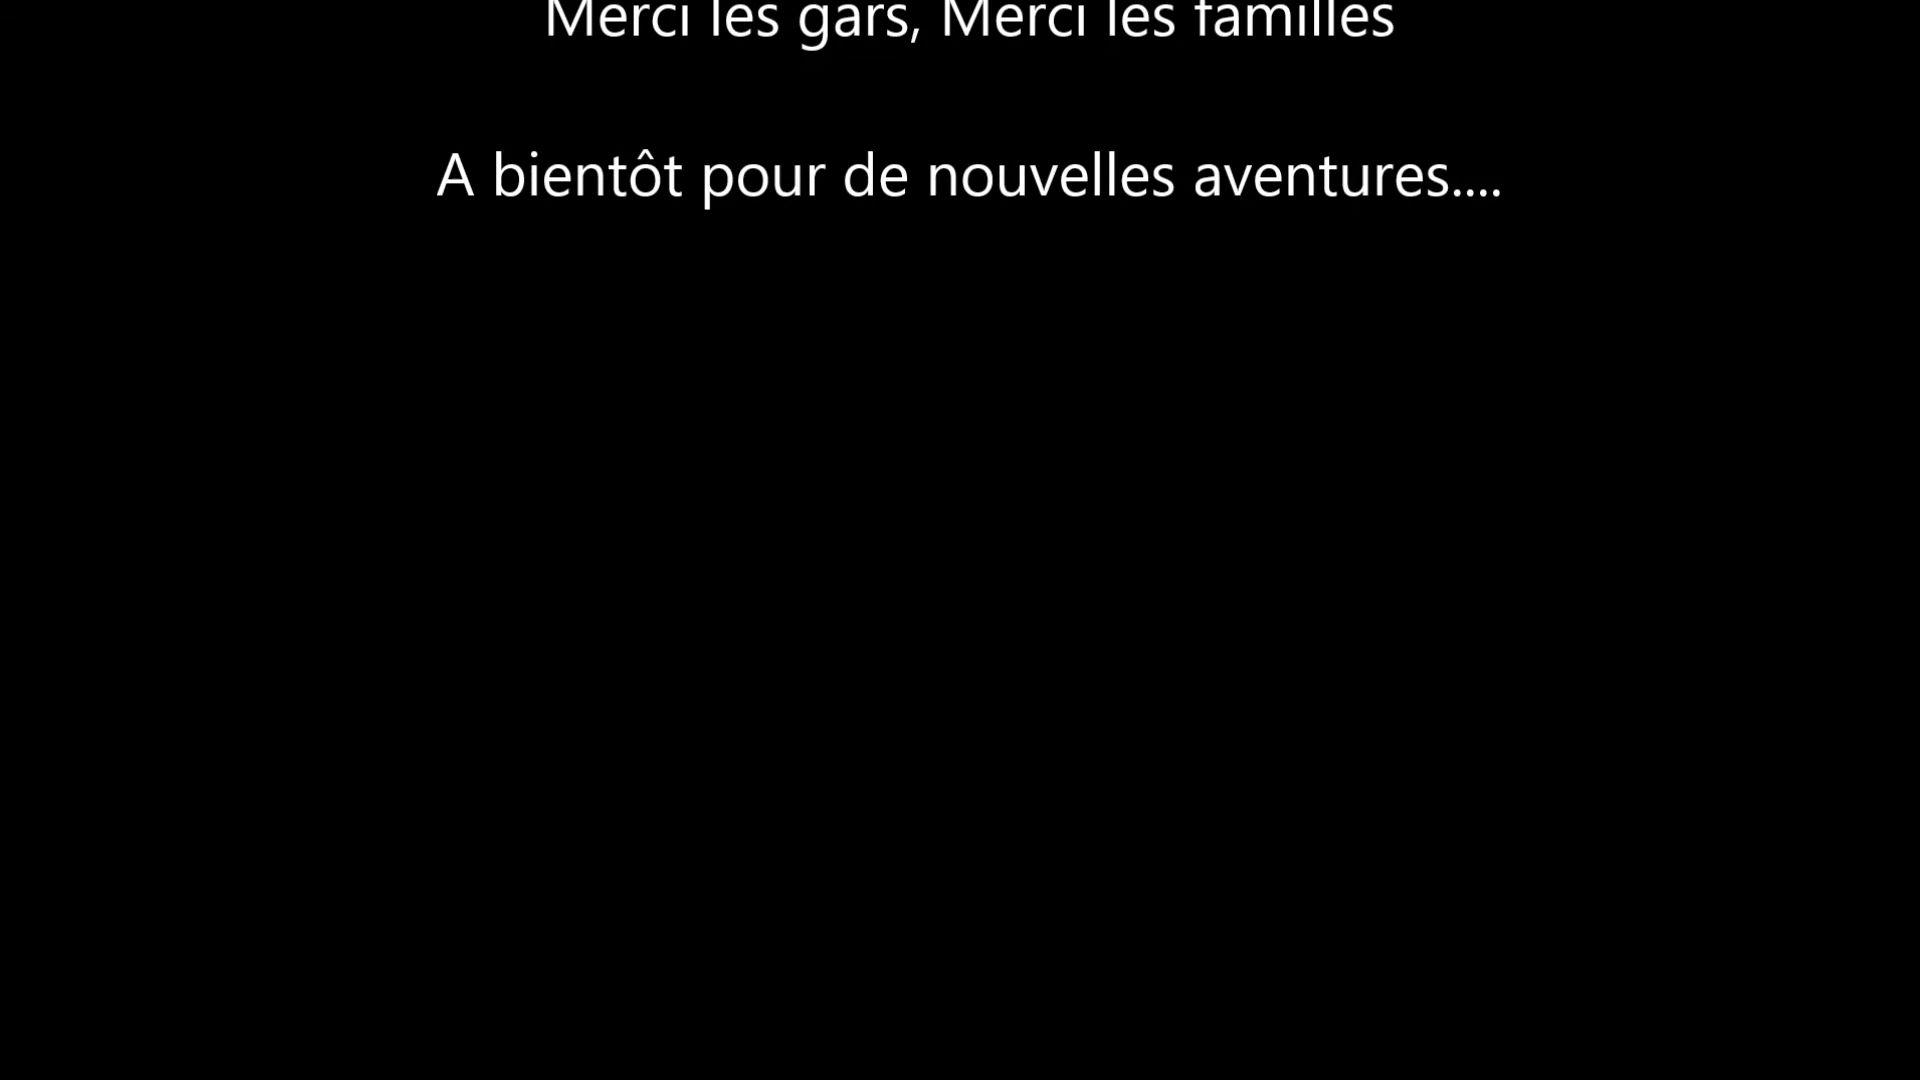 Merci les gars, Merci les familles
A bientôt pour de nouvelles aventures....